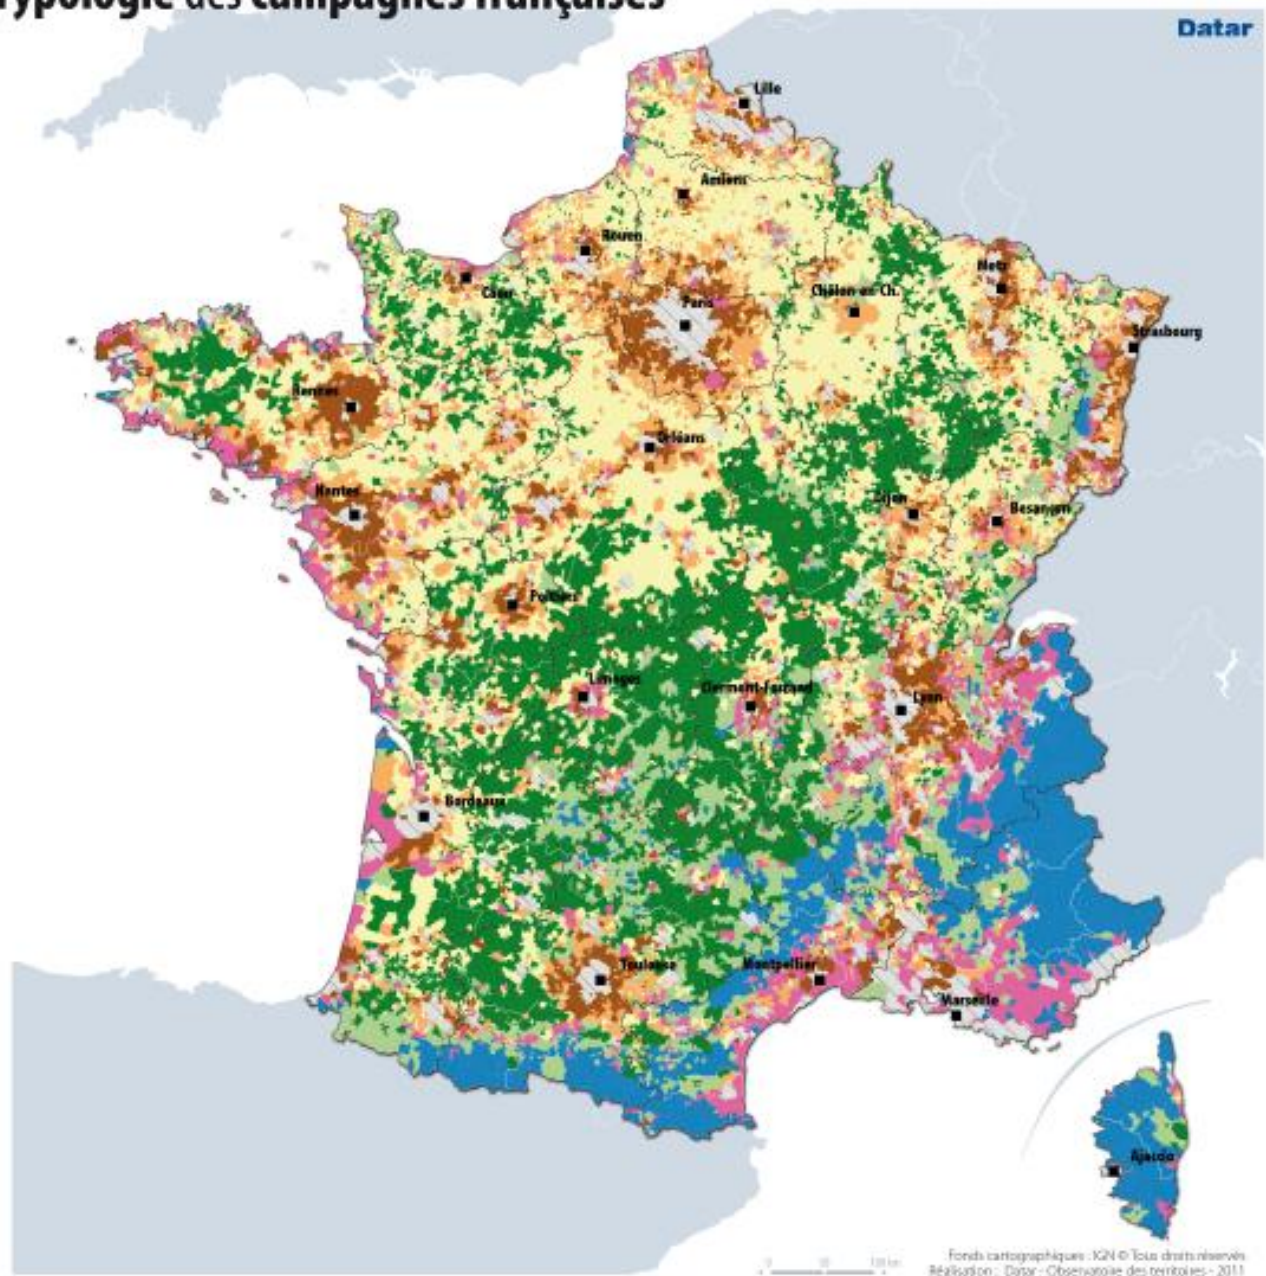 Typologie des campagnes françaises
Datar
Lille
Amiens
Rouen
Metz
Caen
Paris
Châlon-en-Ch.
Strasbourg
Rennes
Orléans
Nantes
Dijon
Besançon
Poitiers
Limoges
Clermont-Ferrand
Lyon
Bordeaux
Toulouse
Montpellier
Marseille
Ajaccio
Fonds cartographiques : IGN © Tous droits réservés
Réalisation : Datar - Observatoire des territoires - 2011